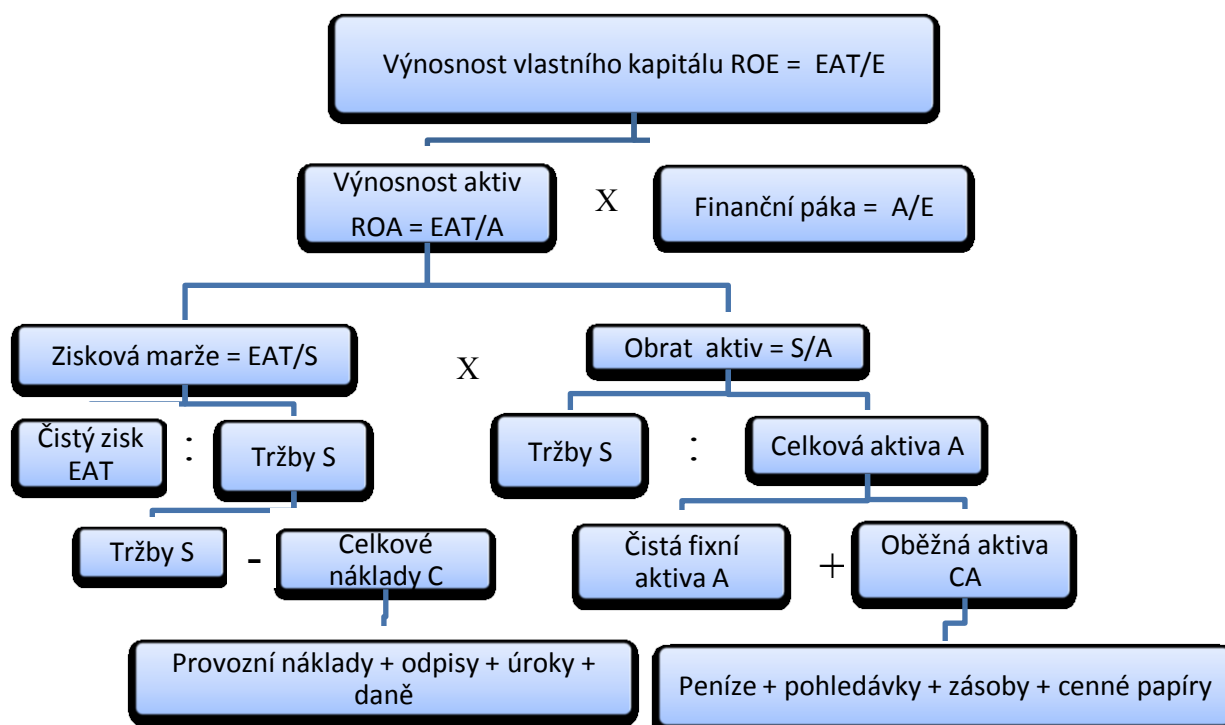 Výnosnost vlastního kapitálu ROE = EAT/E
Výnosnost aktiv
ROA = EAT/A
X
Finanční páka = A/E
Zisková marže = EAT/S
X
Obrat aktiv = S/A
Čistý zisk
EAT
:
Tržby S
Tržby S
:
Celková aktiva A
Tržby S
-
Celkové
náklady C
Čistá fixní
aktiva A
+
Oběžná aktiva
CA
Provozní náklady + odpisy + úroky +
daně
Peníze + pohledávky + zásoby + cenné papíry